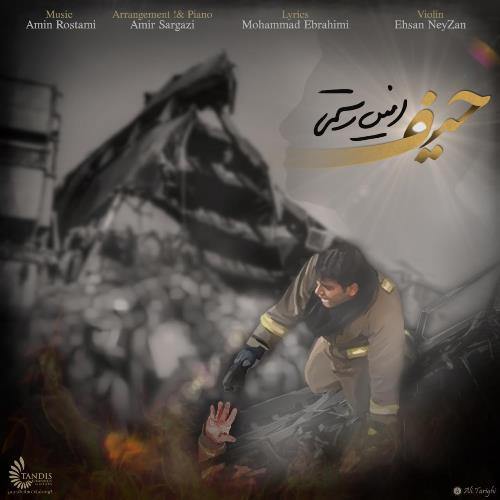 Music
Amin Rostami
Arrangement !& Piano
Amir Sargazi
Lyrics
Mohammad Ebrahimi
Violin
Ehsan NeyZan
حیف
امین رستمی
TANDIS
Ali Tarighi